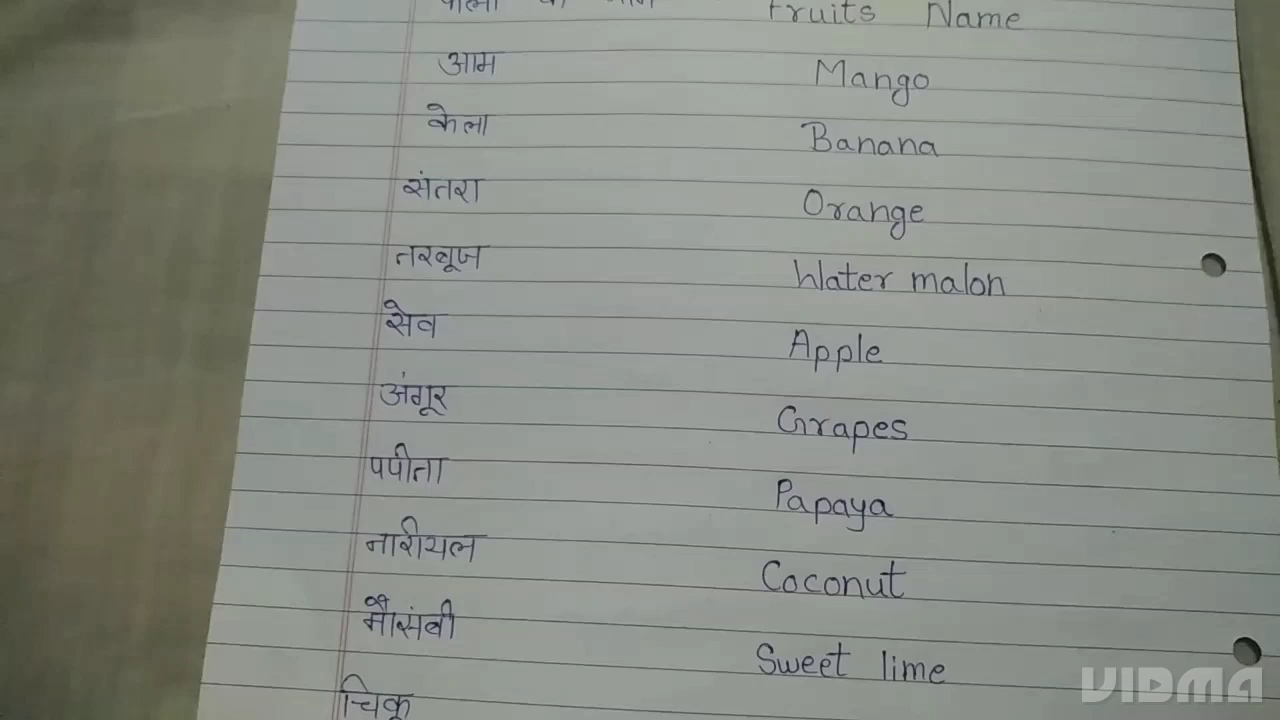 फलों के नाम Fruits Name
आम Mango
केला Banana
संतरा Orange
तरबूज Water malon
सेव Apple
अंगूर Grapes
पपीता Papaya
नारीयल Coconut
मौसंबी Sweet lime
चिकू
VIDMA